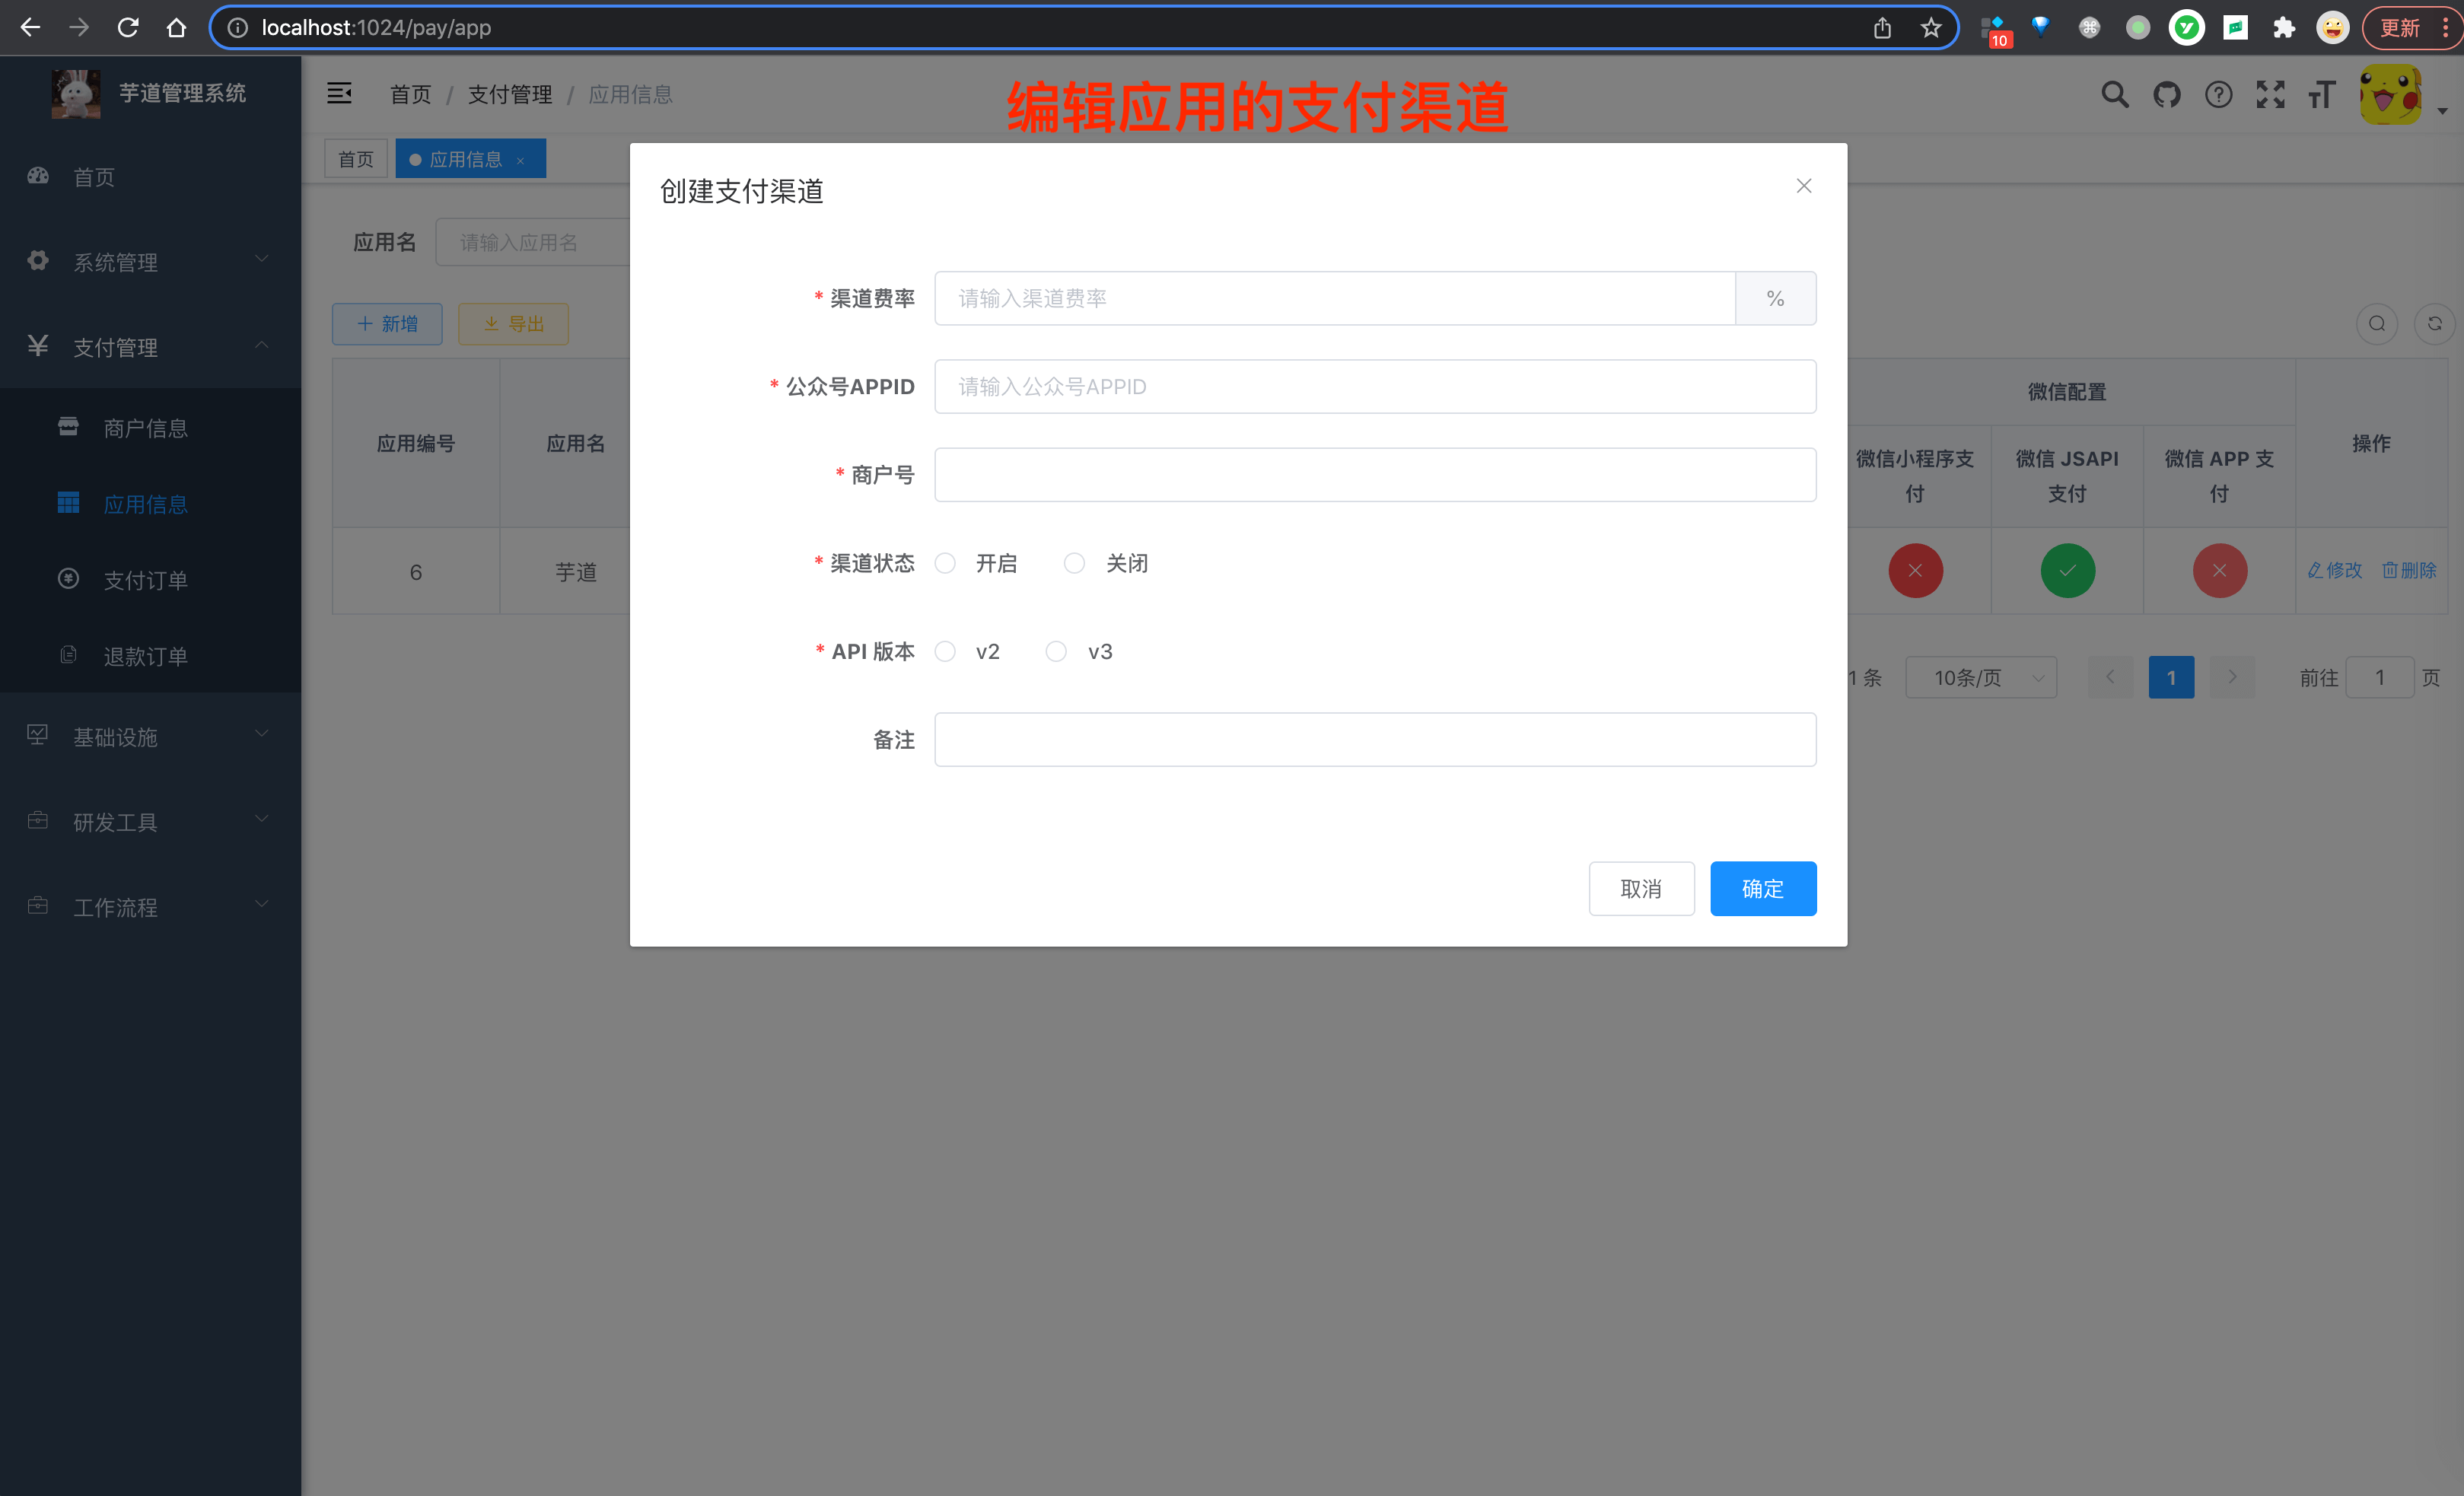 localhost:1024/pay/app
10
更新
芋道管理系统
首页 / 支付管理 / 应用信息
编辑应用的支付渠道
首页
应用信息 ×
首页
系统管理
支付管理
商户信息
应用信息
支付订单
退款订单
基础设施
研发工具
工作流程
应用名 请输入应用名
+ 新增
导出
应用编号
应用名
6
芋道
创建支付渠道
* 渠道费率 请输入渠道费率 %
* 公众号APPID 请输入公众号APPID
* 商户号
* 渠道状态 开启 关闭
* API 版本 v2 v3
备注
取消
确定
微信配置
操作
微信小程序支
付
微信 JSAPI
支付
微信 APP 支
付
修改 删除
1 条 10条/页 1 前往 1 页